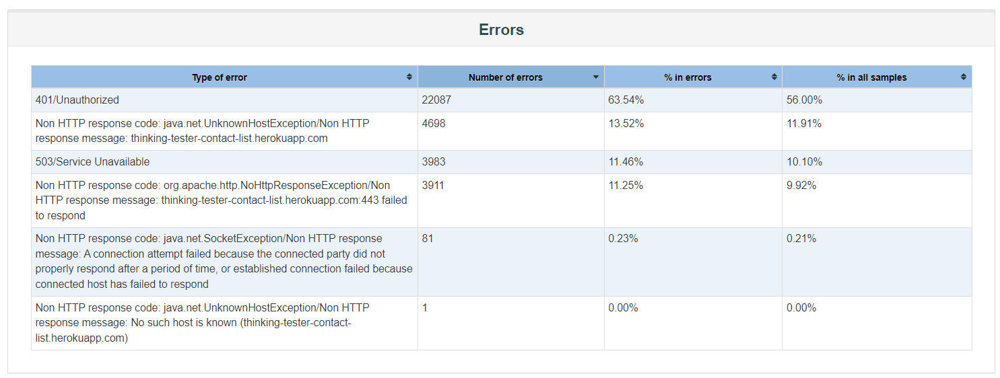 Errors
Type of error Number of errors % in errors % in all samples
401/Unauthorized 22087 63.54% 56.00%
Non HTTP response code: java.net.UnknownHostException/Non HTTP 4698 13.52% 11.91%
response message: thinking-tester-contact-list.herokuapp.com
503/Service Unavailable 3983 11.46% 10.10%
Non HTTP response code: org.apache.http.NoHttpResponseException/Non 3911 11.25% 9.92%
HTTP response message: thinking-tester-contact-list.herokuapp.com:443 failed
to respond
Non HTTP response code: java.net.SocketException/Non HTTP response 81 0.23% 0.21%
message: A connection attempt failed because the connected party did not
properly respond after a period of time, or established connection failed because
connected host has failed to respond
Non HTTP response code: java.net.UnknownHostException/Non HTTP 1 0.00% 0.00%
response message: No such host is known (thinking-tester-contact-
list.herokuapp.com)